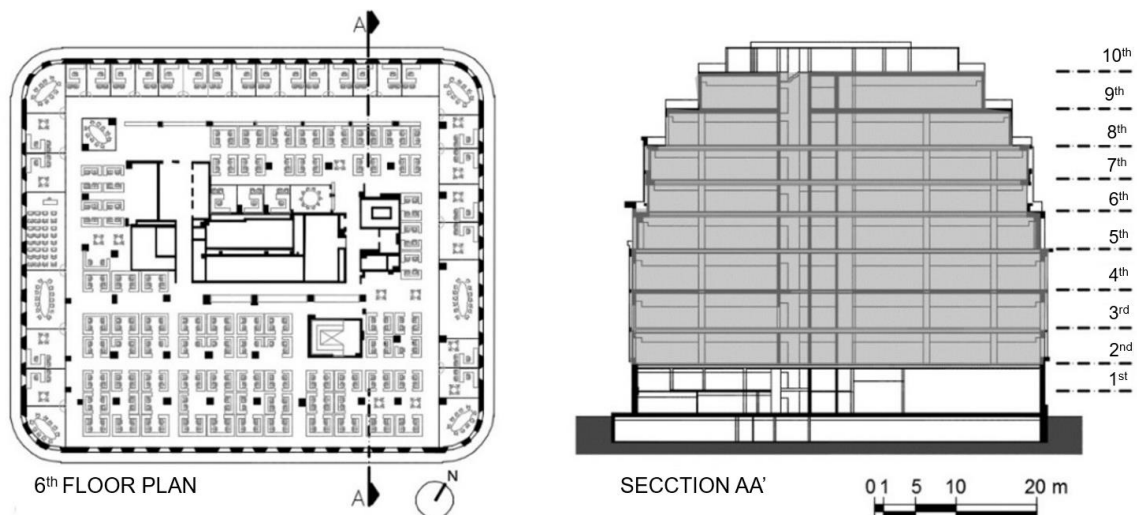 A
10th
9th
8th
7th
6th
5th
4th
3rd
2nd
1st
6th FLOOR PLAN
A
N
SECCTION AA'
0 1 5 10 20 m